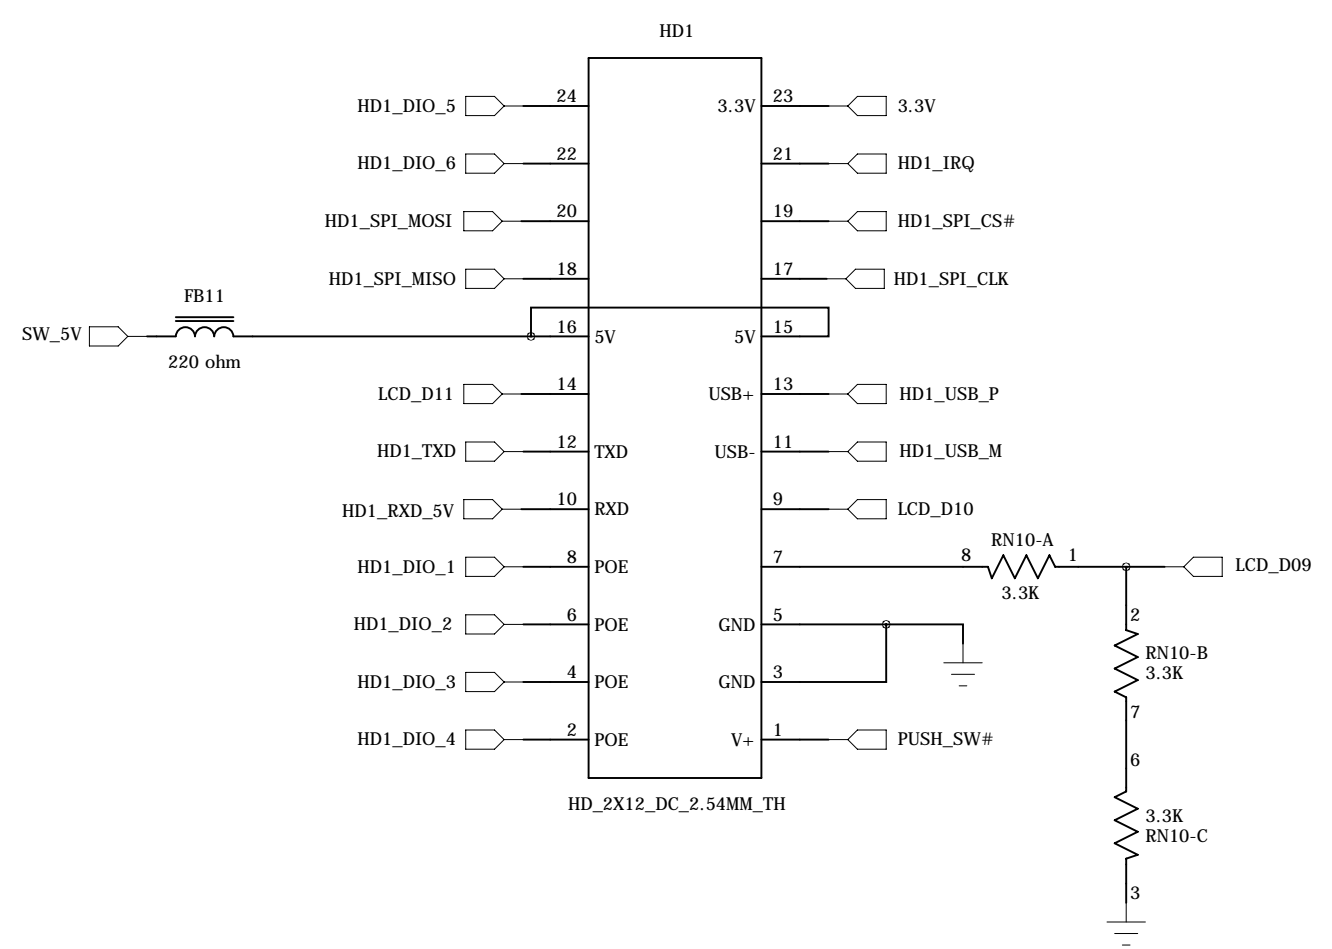 HD1
HD1_DIO_5 24 3.3V 23 3.3V
HD1_DIO_6 22 21 HD1_IRQ
HD1_SPI_MOSI 20 19 HD1_SPI_CS#
HD1_SPI_MISO 18 17 HD1_SPI_CLK
FB11
SW_5V 16 5V 5V 15
220 ohm
LCD_D11 14 USB+ 13 HD1_USB_P
HD1_TXD 12 TXD USB- 11 HD1_USB_M
HD1_RXD_5V 10 RXD 9 LCD_D10
RN10-A
HD1_DIO_1 8 POE 7 8 1 LCD_D09
3.3K
HD1_DIO_2 6 POE GND 5 2
RN10-B
3.3K
HD1_DIO_3 4 POE GND 3
7
HD1_DIO_4 2 POE V+ 1 PUSH_SW#
6
HD_2X12_DC_2.54MM_TH
3.3K
RN10-C
3